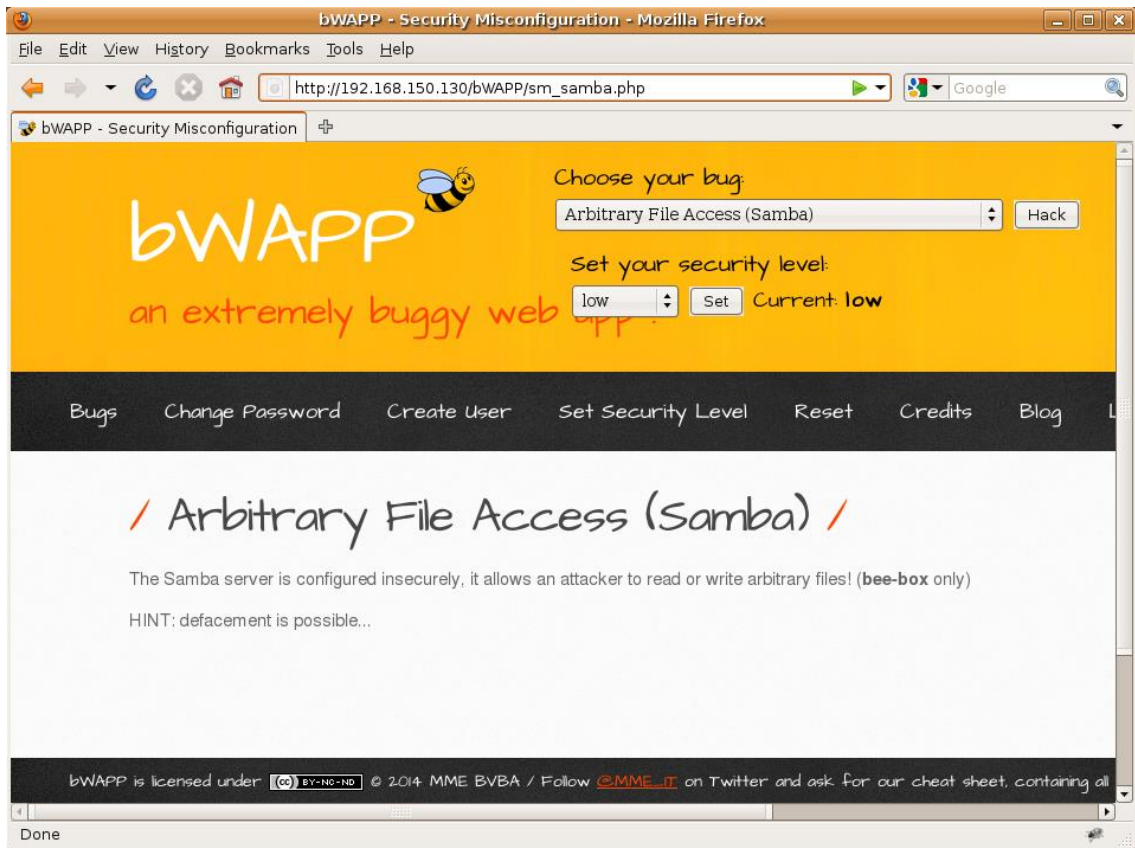 bWAPP - Security Misconfiguration - Mozilla Firefox
File Edit View History Bookmarks Tools Help
http://192.168.150.130/bWAPP/sm_samba.php
Google
bWAPP - Security Misconfiguration
bWAPP
an extremely buggy web app !
Choose your bug:
Arbitrary File Access (Samba)
Hack
Set your security level:
low
Set
Current: low
Bugs Change Password Create User Set Security Level Reset Credits Blog L
/ Arbitrary File Access (Samba) /
The Samba server is configured insecurely, it allows an attacker to read or write arbitrary files! (bee-box only)
HINT: defacement is possible...
bWAPP is licensed under (cc) BY-NC-ND © 2014 MME BVBA / Follow @MME_IT on Twitter and ask for our cheat sheet, containing all
Done